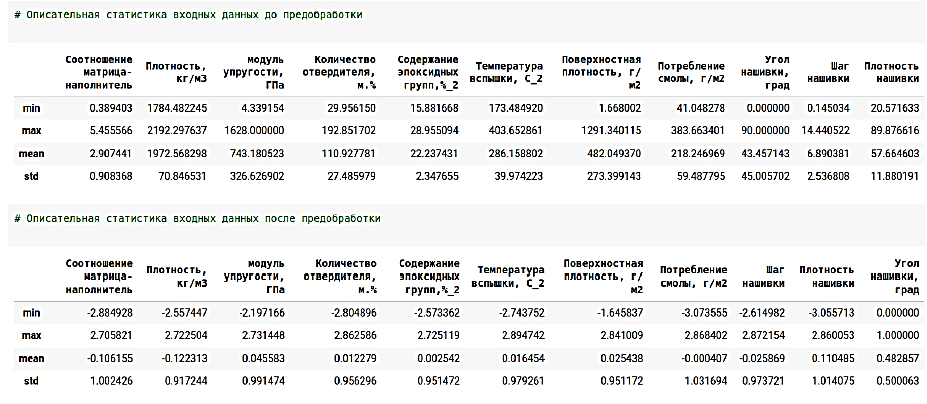 # Описательная статистика входных данных до предобработки
Соотношение матрица-наполнитель Плотность, кг/м3 модуль упругости, ГПа Количество отвердителя, м.% Содержание эпоксидных групп,%_2 Температура вспышки, С_2 Поверхностная плотность, г/м2 Потребление смолы, г/м2 Угол нашивки, град Шаг нашивки Плотность нашивки
min 0.389403 1784.482245 4.339154 29.956150 15.881668 173.484920 1.668002 41.048278 0.000000 0.145034 20.571633
max 5.455566 2192.297637 1628.000000 192.851702 28.955094 403.652861 1291.340115 383.663401 90.000000 14.440522 89.876616
mean 2.907441 1972.568298 743.180523 110.927781 22.237431 286.158802 482.049370 218.246969 43.457143 6.890381 57.664603
std 0.908368 70.846531 326.626902 27.485979 2.347655 39.974223 273.399143 59.487795 45.005702 2.536808 11.880191
# Описательная статистика входных данных после предобработки
Соотношение матрица-наполнитель Плотность, кг/м3 модуль упругости, ГПа Количество отвердителя, м.% Содержание эпоксидных групп,%_2 Температура вспышки, С_2 Поверхностная плотность, г/м2 Потребление смолы, г/м2 Шаг нашивки Плотность нашивки Угол нашивки, град
min -2.884928 -2.557447 -2.197166 -2.804896 -2.573362 -2.743752 -1.645837 -3.073555 -2.614982 -3.055713 0.000000
max 2.705821 2.722504 2.731448 2.862586 2.725119 2.894742 2.841009 2.868402 2.872154 2.860053 1.000000
mean -0.106155 -0.122313 0.045583 0.012279 0.002542 0.016454 0.025438 -0.000407 -0.025869 0.110485 0.482857
std 1.002426 0.917244 0.991474 0.956296 0.951472 0.979261 0.951172 1.031694 0.973721 1.014075 0.500063